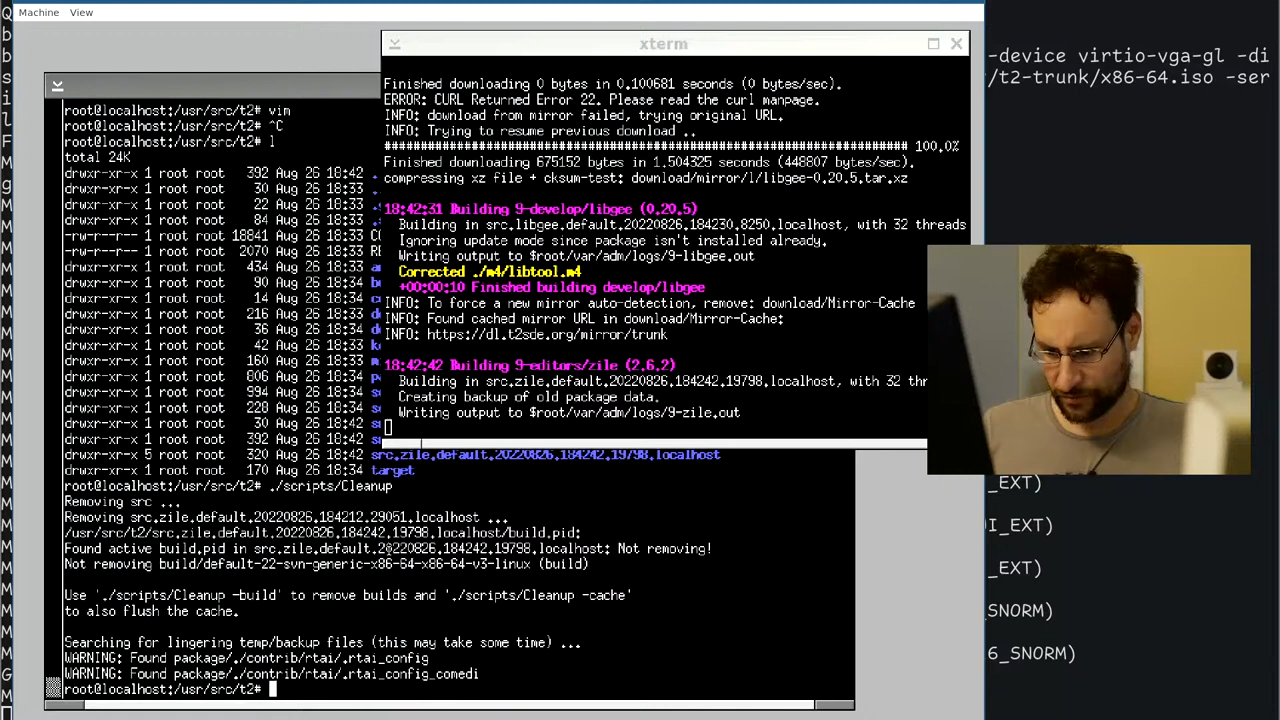 Machine View
-device virtio-vga-gl -di
/t2-trunk/x86-64.iso -ser
xterm
Finished downloading 0 bytes in 0.100681 seconds (0 bytes/sec).
ERROR: CURL Returned Error 22. Please read the curl manpage.
INFO: download from mirror failed, trying original URL.
INFO: Trying to resume previous download ..
100.0%
Finished downloading 675152 bytes in 1.504325 seconds (448807 bytes/sec).
compressing xz file + cksum-test: download/mirror/l/libgee-0.20.5.tar.xz
18:42:31 Building 9-develop/libgee (0.20.5)
Building in src.libgee.default.20220826.184230.8250.localhost, with 32 threads
Ignoring update mode since package isn't installed already.
Writing output to $root/var/adm/logs/9-libgee.out
Corrected ./m4/libtool.m4
+00:00:10 Finished building develop/libgee
INFO: To force a new mirror auto-detection, remove: download/Mirror-Cache
INFO: Found cached mirror URL in download/Mirror-Cache:
INFO: https://dl.t2sde.org/mirror/trunk
18:42:42 Building 9-editors/zile (2.6.2)
Building in src.zile.default.20220826.184242.19798.localhost, with 32 thr
Creating backup of old package data.
Writing output to $root/var/adm/logs/9-zile.out
root@localhost:/usr/src/t2# vim
root@localhost:/usr/src/t2# ^C
root@localhost:/usr/src/t2# l
total 24K
drwxr-xr-x 1 root root 392 Aug 26 18:42
drwxr-xr-x 1 root root 30 Aug 26 18:33
drwxr-xr-x 1 root root 22 Aug 26 18:33
drwxr-xr-x 1 root root 84 Aug 26 18:33
-rw-r--r-- 1 root root 18841 Aug 26 18:33 CO
-rw-r--r-- 1 root root 2070 Aug 26 18:33 RE
drwxr-xr-x 1 root root 434 Aug 26 18:33
drwxr-xr-x 1 root root 90 Aug 26 18:42
drwxr-xr-x 1 root root 14 Aug 26 18:33
drwxr-xr-x 1 root root 216 Aug 26 18:33
drwxr-xr-x 1 root root 36 Aug 26 18:34
drwxr-xr-x 1 root root 42 Aug 26 18:33
drwxr-xr-x 1 root root 160 Aug 26 18:33
drwxr-xr-x 1 root root 806 Aug 26 18:34
drwxr-xr-x 1 root root 994 Aug 26 18:34
drwxr-xr-x 1 root root 228 Aug 26 18:34
drwxr-xr-x 1 root root 30 Aug 26 18:42
drwxr-xr-x 1 root root 392 Aug 26 18:42
drwxr-xr-x 5 root root 320 Aug 26 18:42 src.zile.default.20220826.184242.19798.localhost
drwxr-xr-x 1 root root 170 Aug 26 18:34 target
root@localhost:/usr/src/t2# ./scripts/Cleanup
Removing src ...
Removing src.zile.default.20220826.184212.29051.localhost ...
/usr/src/t2/src.zile.default.20220826.184242.19798.localhost/build.pid:
Found active build.pid in src.zile.default.20220826.184242.19798.localhost: Not removing!
Not removing build/default-22-svn-generic-x86-64-x86-64-v3-linux (build)
Use './scripts/Cleanup -build' to remove builds and './scripts/Cleanup -cache'
to also flush the cache.
Searching for lingering temp/backup files (this may take some time) ...
WARNING: Found package/./contrib/rtai/.rtai_config
WARNING: Found package/./contrib/rtai/.rtai_config_comedi
root@localhost:/usr/src/t2#
_EXT)
I_EXT)
_EXT)
SNORM)
6_SNORM)